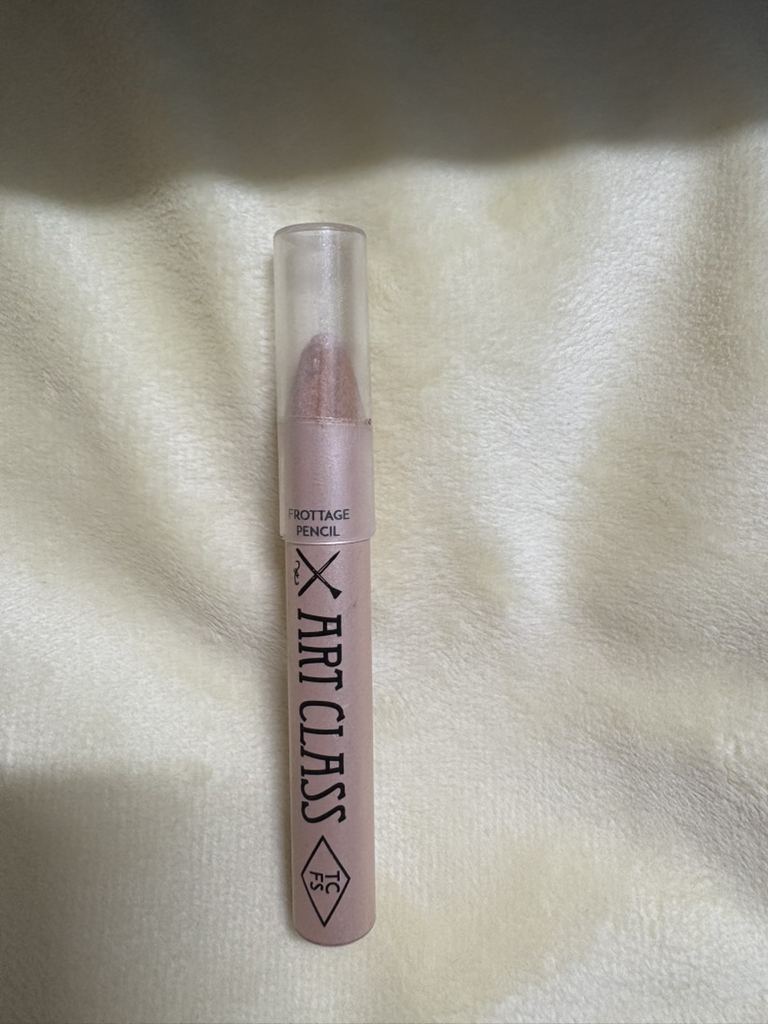 FROTTAGE
PENCIL
ART CLASS
TC
FS